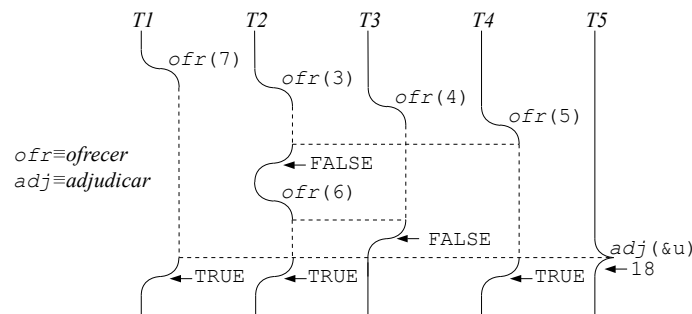 T1 T2 T3 T4 T5
ofr(7)
ofr(3)
ofr(4)
ofr(5)
ofr≡ofrecer
adj≡adjudicar
FALSE
ofr(6)
FALSE
adj(&u)
18
TRUE
TRUE
TRUE